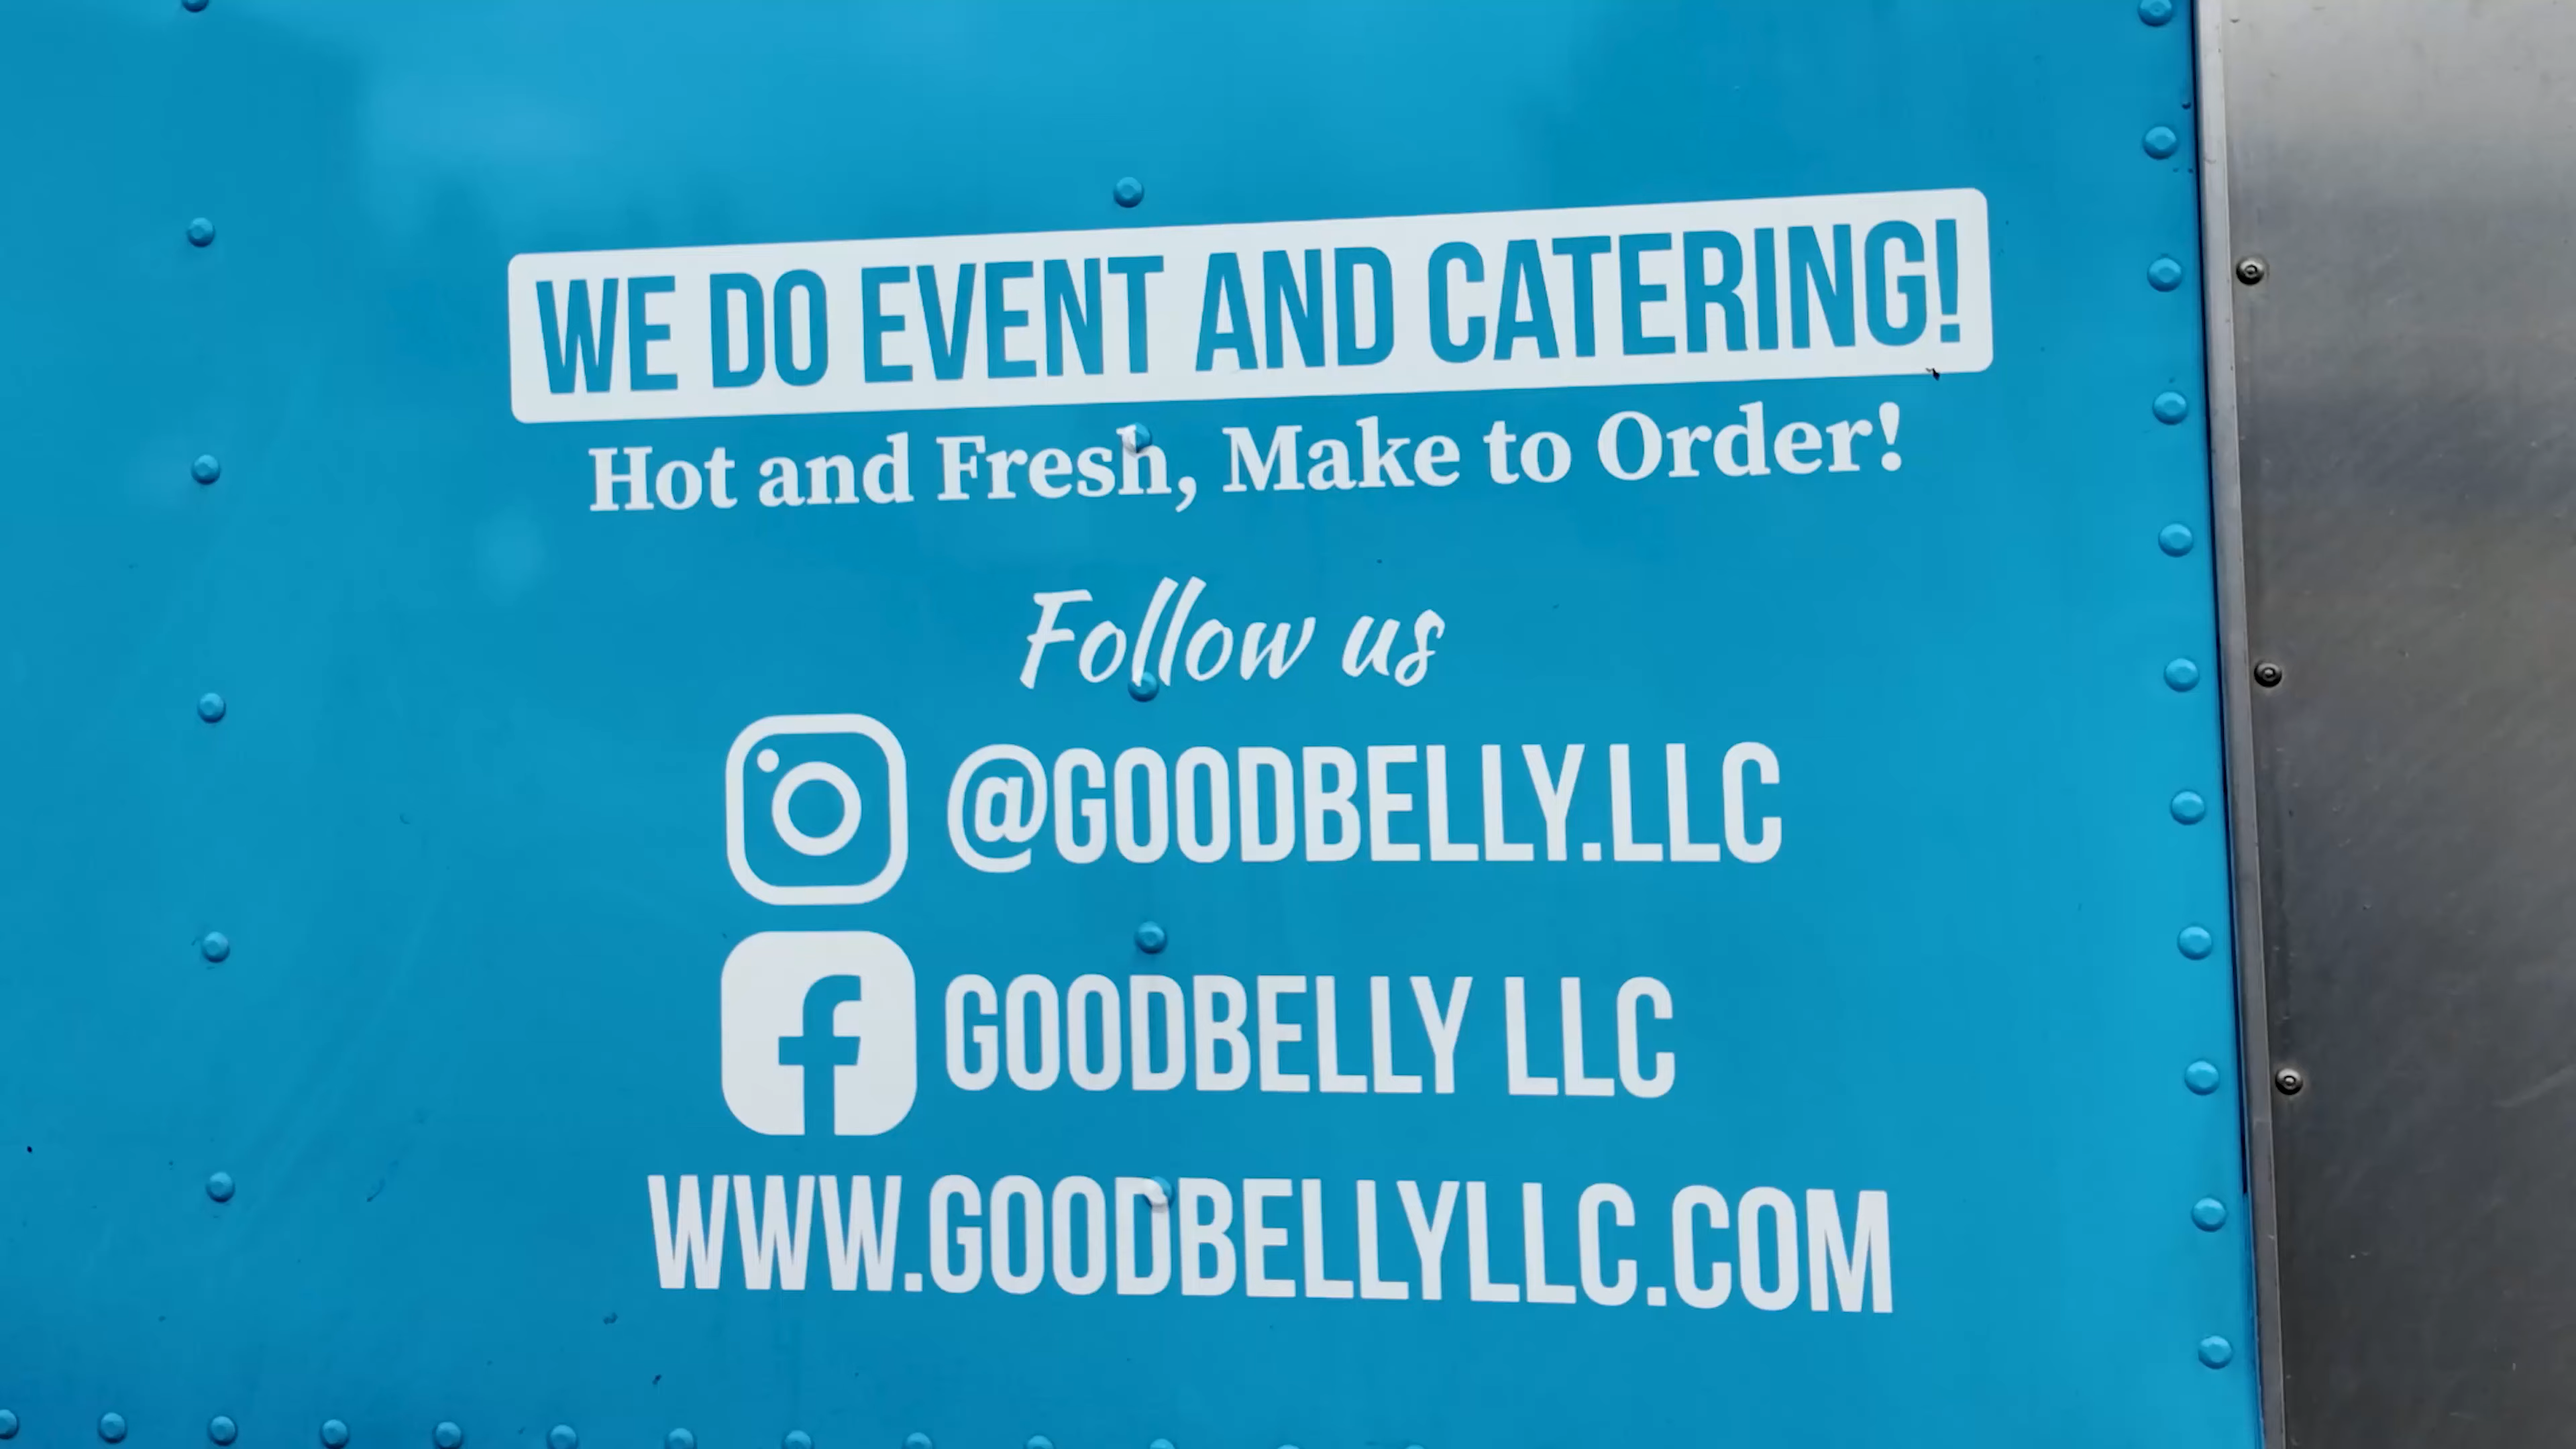 WE DO EVENT AND CATERING!
Hot and Fresh, Make to Order!
Follow us
@GOODBELLY.LLC
GOODBELLY LLC
WWW.GOODBELLYLLC.COM